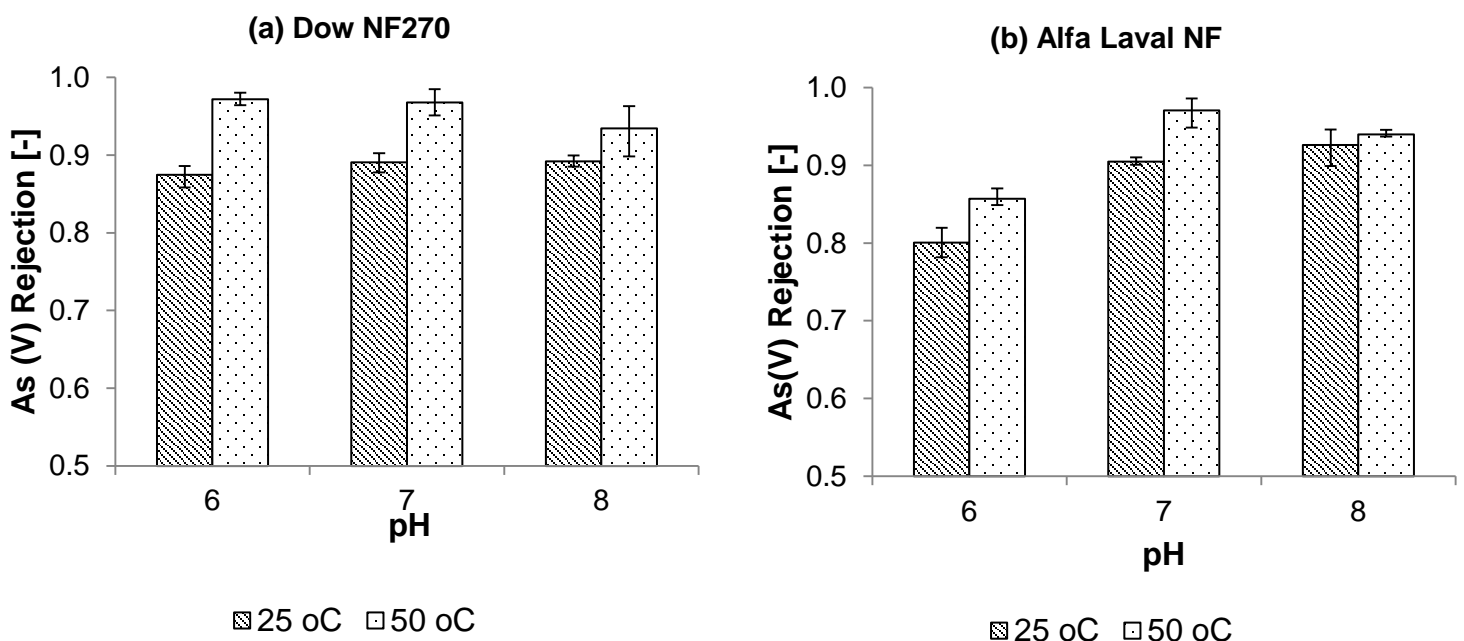 (a) Dow NF270
As (V) Rejection [-]
1.0
0.9
0.8
0.7
0.6
0.5
6 7 8
pH
25 oC 50 oC
(b) Alfa Laval NF
As(V) Rejection [-]
1.0
0.9
0.8
0.7
0.6
0.5
6 7 8
pH
25 oC 50 oC